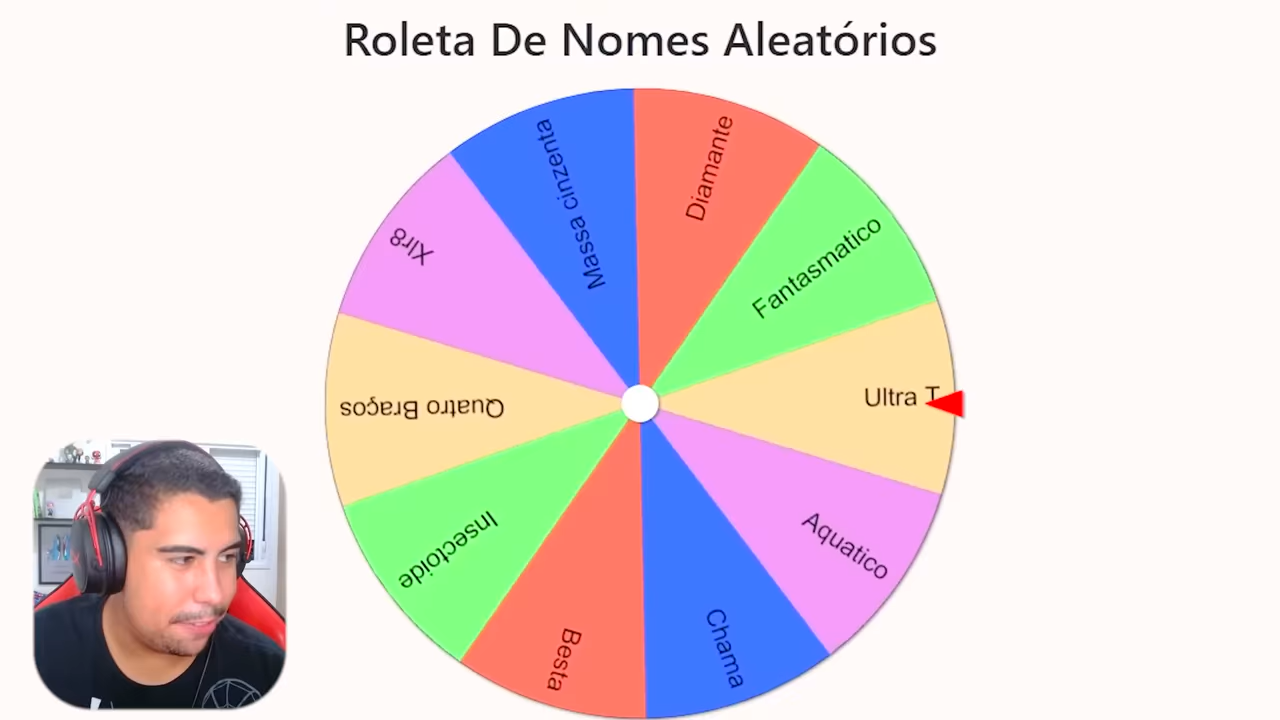 Roleta De Nomes Aleatórios
Diamante
Fantasmatico
Ultra T
Aquatico
Chama
Besta
Insectoide
Quatro Braços
Xlr8
Massa cinzenta